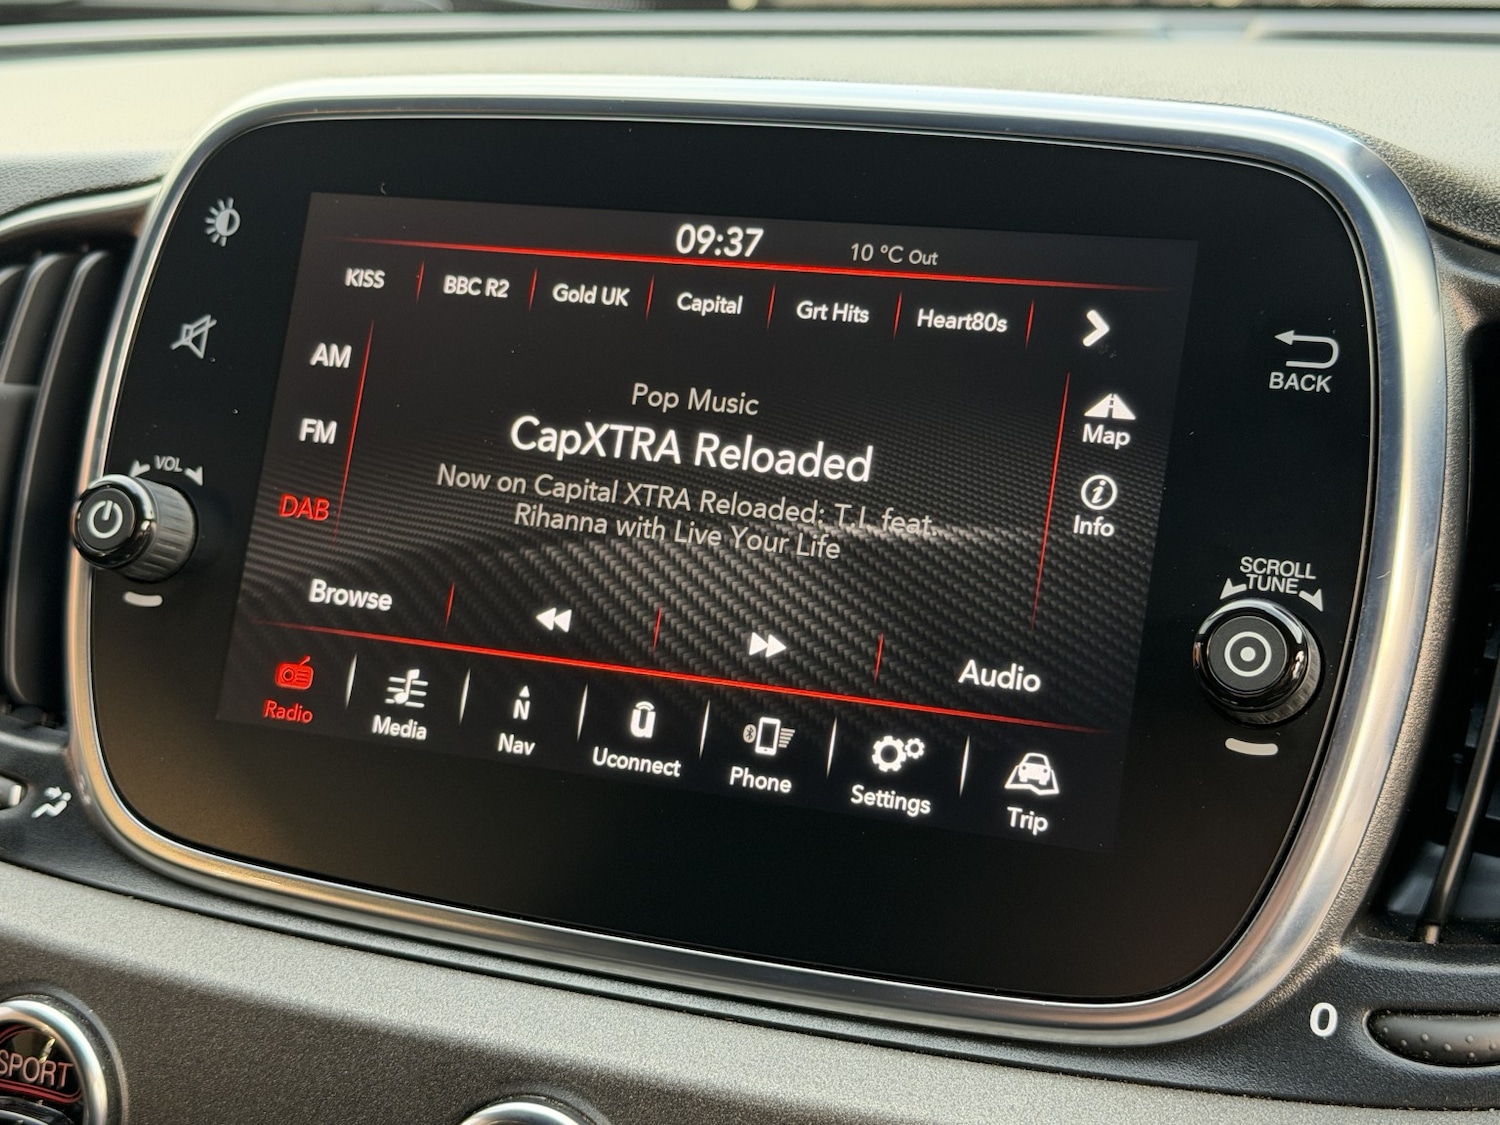 09:37 10 °C Out
KISS BBC R2 Gold UK Capital Grt Hits Heart80s
AM
FM
DAB
Pop Music
CapXTRA Reloaded
Now on Capital XTRA Reloaded: T.I. feat.
Rihanna with Live Your Life
Map
Info
Browse
Audio
Radio Media N Nav Uconnect Phone Settings Trip
VOL
BACK
SCROLL
TUNE
SPORT
0